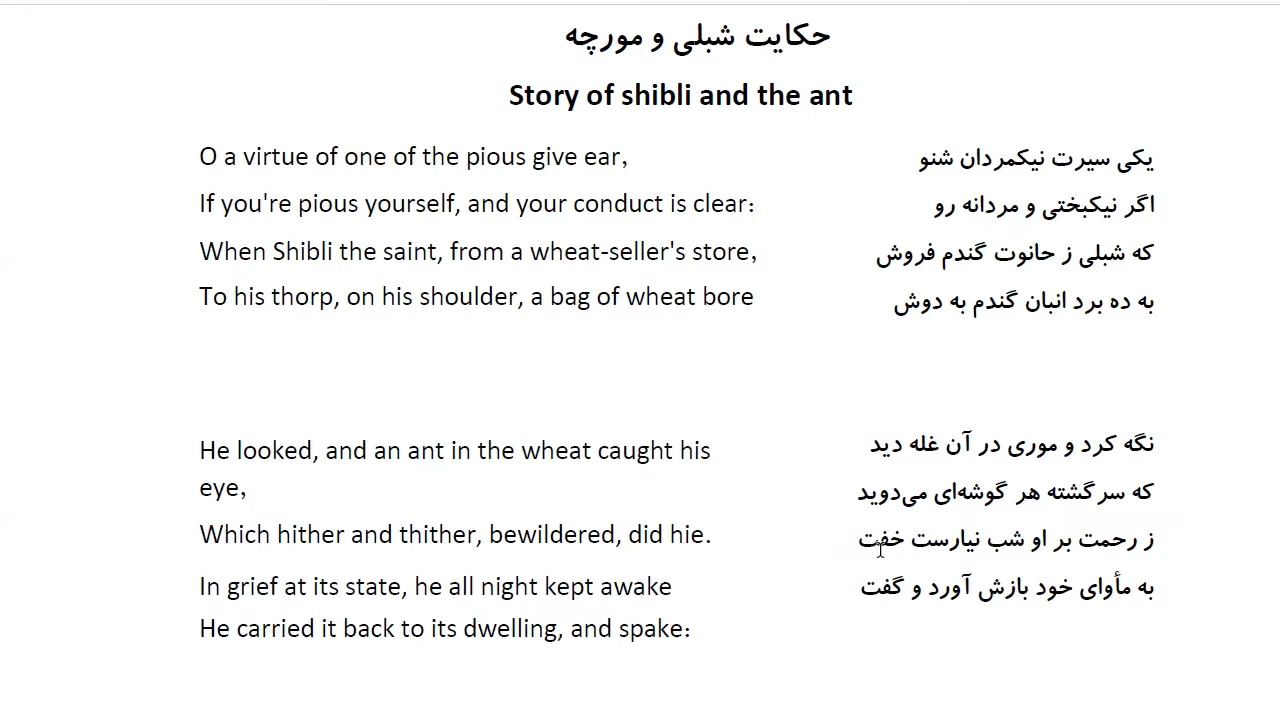 حکایت شبلی و مورچه
Story of shibli and the ant
O a virtue of one of the pious give ear,
یکی سیرت نیکمردان شنو
If you're pious yourself, and your conduct is clear:
اگر نیکبختی و مردانه رو
When Shibli the saint, from a wheat-seller's store,
که شبلی ز حانوت گندم فروش
To his thorp, on his shoulder, a bag of wheat bore
به ده برد انبان گندم به دوش
He looked, and an ant in the wheat caught his
eye,
نگه کرد و موری در آن غله دید
که سرگشته هر گوشه‌ای می‌دوید
Which hither and thither, bewildered, did hie.
ز رحمت بر او شب نیارست خفت
In grief at its state, he all night kept awake
به مأوای خود بازش آورد و گفت
He carried it back to its dwelling, and spake: